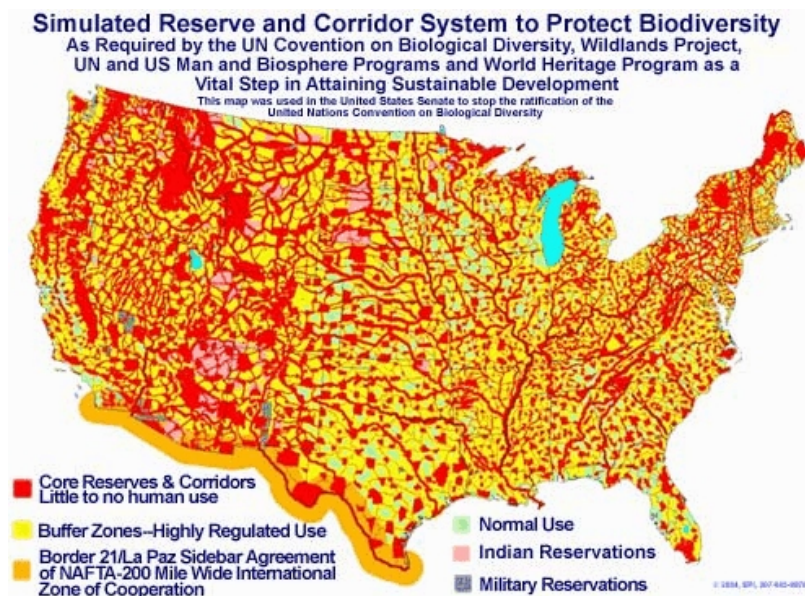 Simulated Reserve and Corridor System to Protect Biodiversity
As Required by the UN Covention on Biological Diversity, Wildlands Project,
UN and US Man and Biosphere Programs and World Heritage Program as a
Vital Step in Attaining Sustainable Development
This map was used in the United States Senate to stop the ratification of the
United Nations Convention on Biological Diversity
Core Reserves & Corridors
Little to no human use
Buffer Zones--Highly Regulated Use
Border 21/La Paz Sidebar Agreement
of NAFTA-200 Mile Wide International
Zone of Cooperation
Normal Use
Indian Reservations
Military Reservations